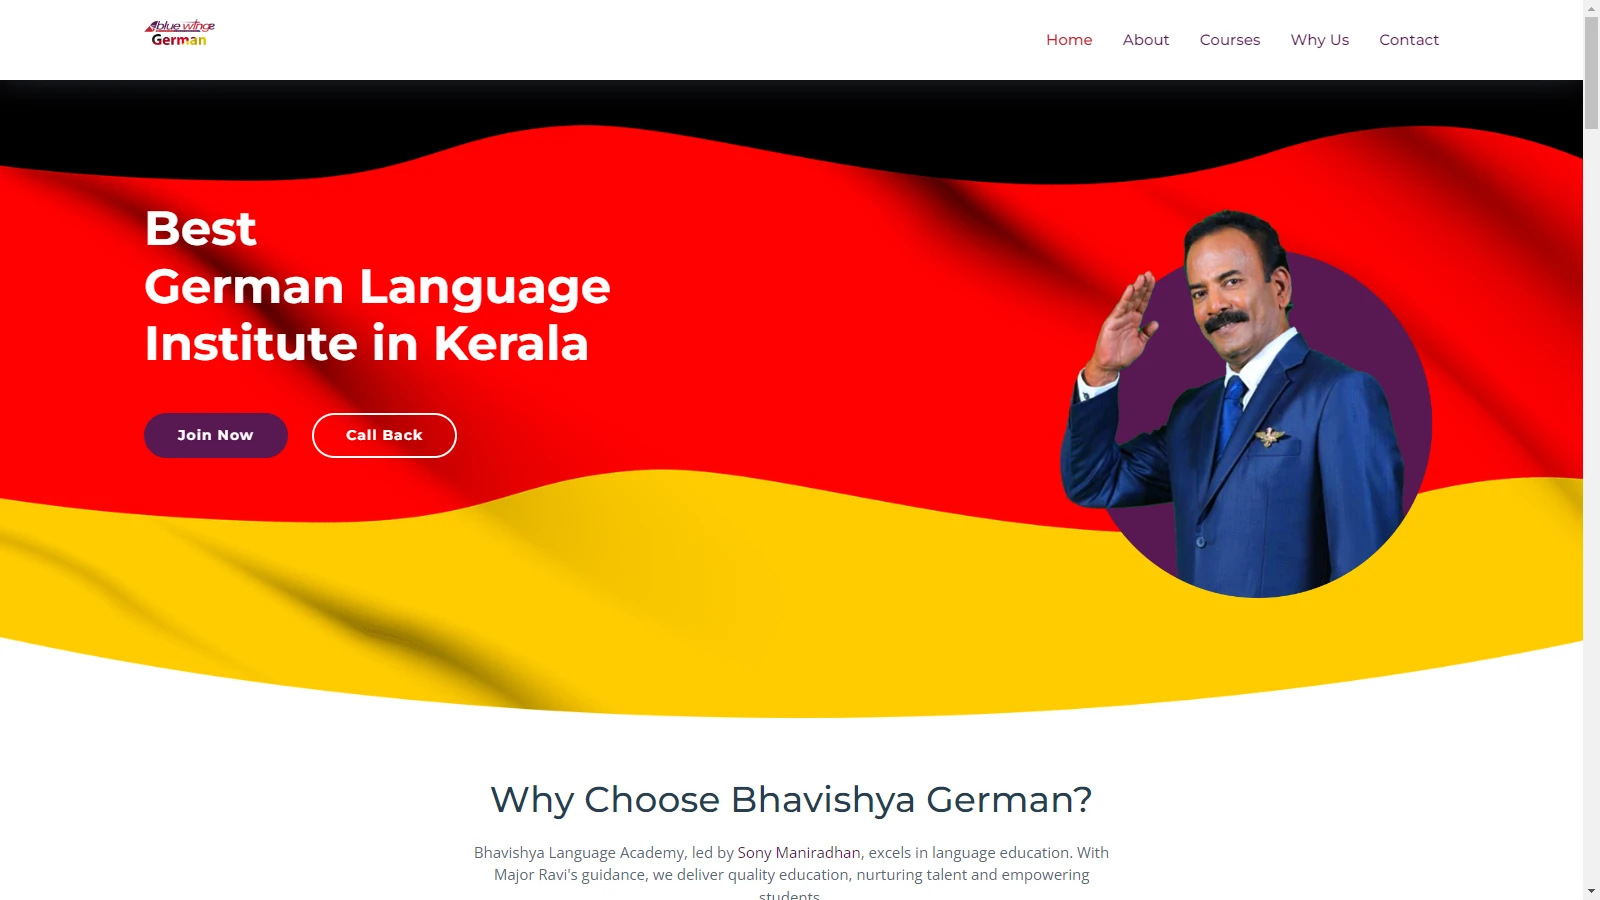 blue wings
German
Home About Courses Why Us Contact
Best
German Language
Institute in Kerala
Join Now Call Back
Why Choose Bhavishya German?
Bhavishya Language Academy, led by Sony Maniradhan, excels in language education. With
Major Ravi's guidance, we deliver quality education, nurturing talent and empowering
students.